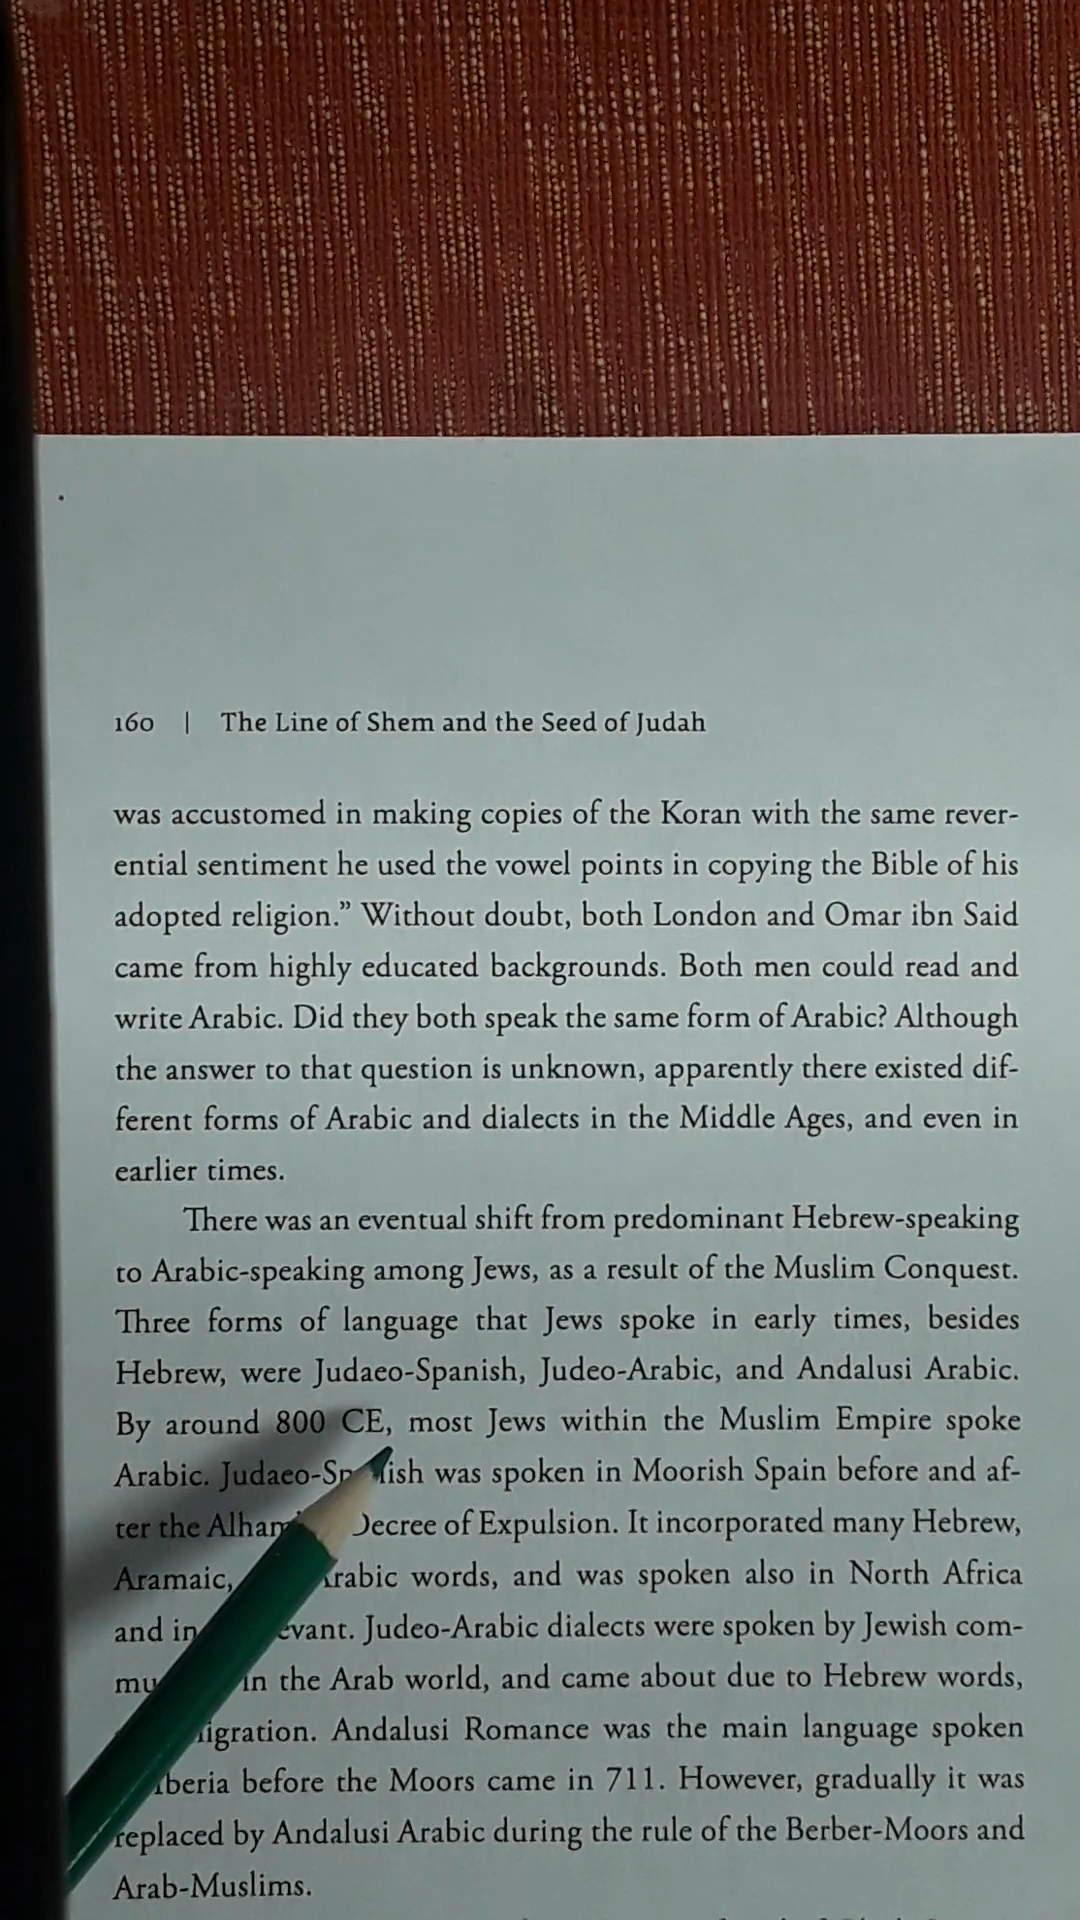 160 | The Line of Shem and the Seed of Judah
was accustomed in making copies of the Koran with the same rever-
ential sentiment he used the vowel points in copying the Bible of his
adopted religion.” Without doubt, both London and Omar ibn Said
came from highly educated backgrounds. Both men could read and
write Arabic. Did they both speak the same form of Arabic? Although
the answer to that question is unknown, apparently there existed dif-
ferent forms of Arabic and dialects in the Middle Ages, and even in
earlier times.
There was an eventual shift from predominant Hebrew-speaking
to Arabic-speaking among Jews, as a result of the Muslim Conquest.
Three forms of language that Jews spoke in early times, besides
Hebrew, were Judaeo-Spanish, Judeo-Arabic, and Andalusi Arabic.
By around 800 CE, most Jews within the Muslim Empire spoke
Arabic. Judaeo-Spanish was spoken in Moorish Spain before and af-
ter the Decree of Expulsion. It incorporated many Hebrew,
Aramaic, Arabic words, and was spoken also in North Africa
and in Levant. Judeo-Arabic dialects were spoken by Jewish com-
in the Arab world, and came about due to Hebrew words,
migration. Andalusi Romance was the main language spoken
Iberia before the Moors came in 711. However, gradually it was
replaced by Andalusi Arabic during the rule of the Berber-Moors and
Arab-Muslims.